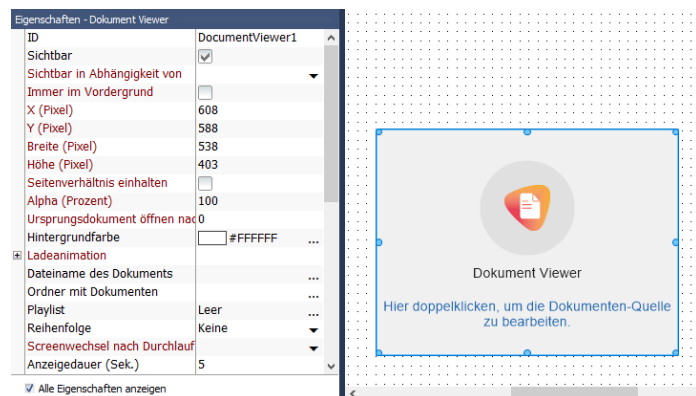 Eigenschaften - Dokument Viewer
ID DocumentViewer1
Sichtbar
Sichtbar in Abhängigkeit von
Immer im Vordergrund
X (Pixel) 608
Y (Pixel) 588
Breite (Pixel) 538
Höhe (Pixel) 403
Seitenverhältnis einhalten
Alpha (Prozent) 100
Ursprungsdokument öffnen nac 0
Hintergrundfarbe #FFFFFF ...
Ladeanimation
Dateiname des Dokuments ...
Ordner mit Dokumenten ...
Playlist Leer ...
Reihenfolge Keine
Screenwechsel nach Durchlauf
Anzeigedauer (Sek.) 5
Alle Eigenschaften anzeigen
Dokument Viewer
Hier doppelklicken, um die Dokumenten-Quelle
zu bearbeiten.